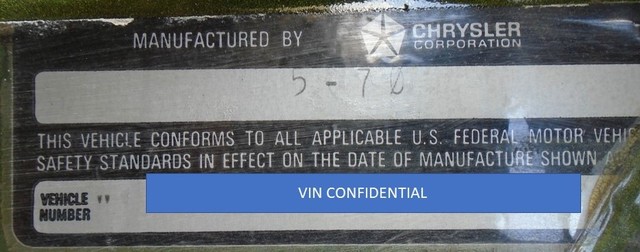 MANUFACTURED BY CHRYSLER
CORPORATION
5-70
THIS VEHICLE CONFORMS TO ALL APPLICABLE U.S. FEDERAL MOTOR VEHI
SAFETY STANDARDS IN EFFECT ON THE DATE OF MANUFACTURE SHOWN A
VEHICLE
NUMBER
VIN CONFIDENTIAL